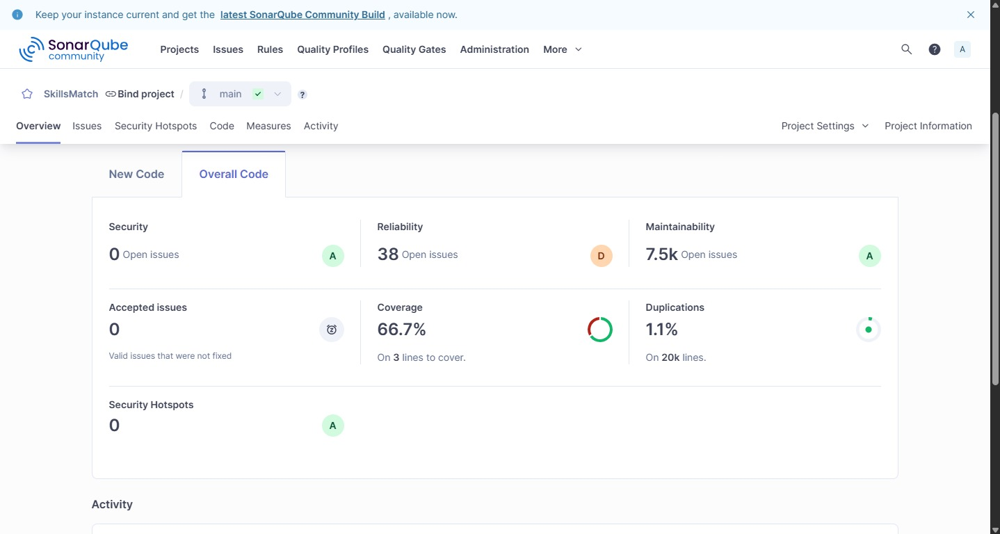 Keep your instance current and get the latest SonarQube Community Build , available now.
SonarQube community Projects Issues Rules Quality Profiles Quality Gates Administration More ? A
SkillsMatch Bind project / main ?
Overview Issues Security Hotspots Code Measures Activity Project Settings Project Information
New Code Overall Code
Security Reliability Maintainability
0 Open issues A 38 Open issues D 7.5k Open issues A
Accepted issues Coverage Duplications
0 66.7% 1.1%
Valid issues that were not fixed On 3 lines to cover. On 20k lines.
Security Hotspots
0 A
Activity